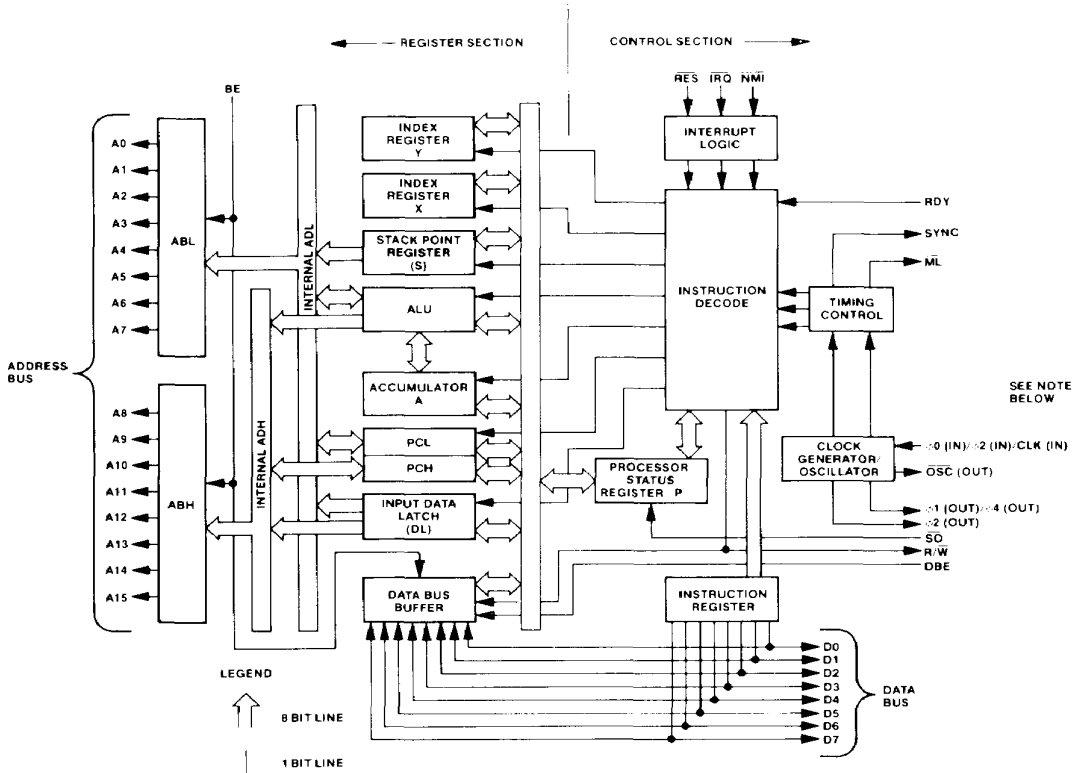 REGISTER SECTION
CONTROL SECTION
BE
RES IRQ NMI
INTERRUPT
LOGIC
INDEX
REGISTER
Y
INDEX
REGISTER
X
STACK POINT
REGISTER
(S)
ALU
ACCUMULATOR
A
PCL
PCH
INPUT DATA
LATCH
(DL)
DATA BUS
BUFFER
INTERNAL ADL
INTERNAL ADH
ABL
ABH
ADDRESS
BUS
A0
A1
A2
A3
A4
A5
A6
A7
A8
A9
A10
A11
A12
A13
A14
A15
INSTRUCTION
DECODE
PROCESSOR
STATUS
REGISTER P
INSTRUCTION
REGISTER
TIMING
CONTROL
CLOCK
GENERATOR/
OSCILLATOR
RDY
SYNC
ML
SEE NOTE
BELOW
φ0 (IN)/φ2 (IN)/CLK (IN)
OSC (OUT)
φ1 (OUT)/φ4 (OUT)
φ2 (OUT)
SO
R/W
DBE
D0
D1
D2
D3
D4
D5
D6
D7
DATA
BUS
LEGEND
8 BIT LINE
1 BIT LINE